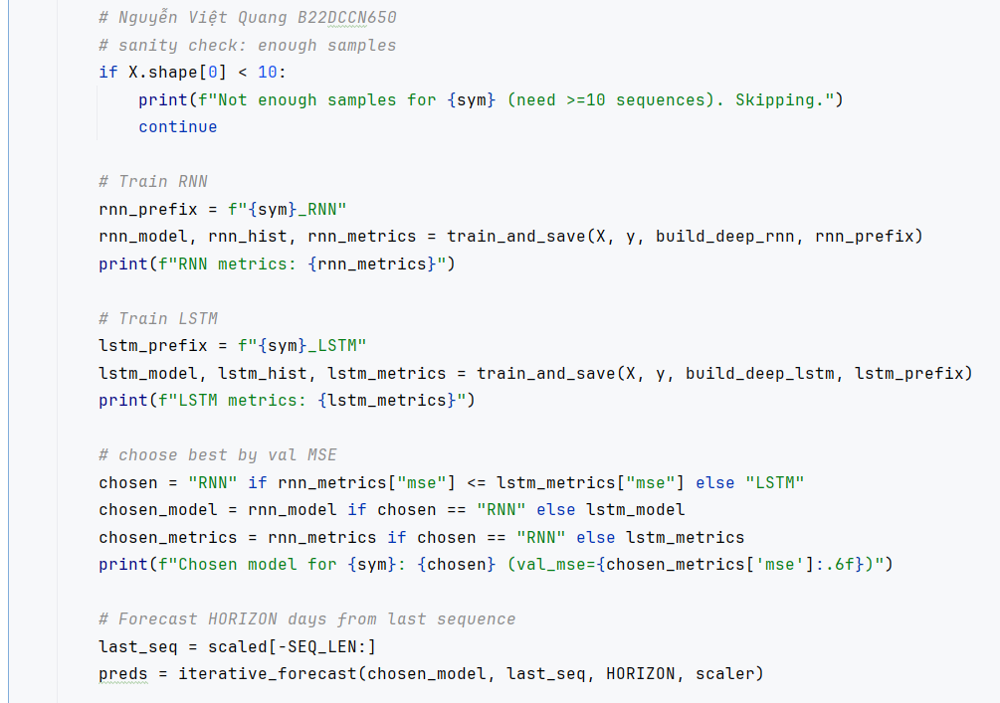 # Nguyễn Việt Quang B22DCCN650
# sanity check: enough samples
if X.shape[0] < 10:
    print(f"Not enough samples for {sym} (need >=10 sequences). Skipping.")
    continue

# Train RNN
rnn_prefix = f"{sym}_RNN"
rnn_model, rnn_hist, rnn_metrics = train_and_save(X, y, build_deep_rnn, rnn_prefix)
print(f"RNN metrics: {rnn_metrics}")

# Train LSTM
lstm_prefix = f"{sym}_LSTM"
lstm_model, lstm_hist, lstm_metrics = train_and_save(X, y, build_deep_lstm, lstm_prefix)
print(f"LSTM metrics: {lstm_metrics}")

# choose best by val MSE
chosen = "RNN" if rnn_metrics["mse"] <= lstm_metrics["mse"] else "LSTM"
chosen_model = rnn_model if chosen == "RNN" else lstm_model
chosen_metrics = rnn_metrics if chosen == "RNN" else lstm_metrics
print(f"Chosen model for {sym}: {chosen} (val_mse={chosen_metrics['mse']:.6f})")

# Forecast HORIZON days from last sequence
last_seq = scaled[-SEQ_LEN:]
preds = iterative_forecast(chosen_model, last_seq, HORIZON, scaler)